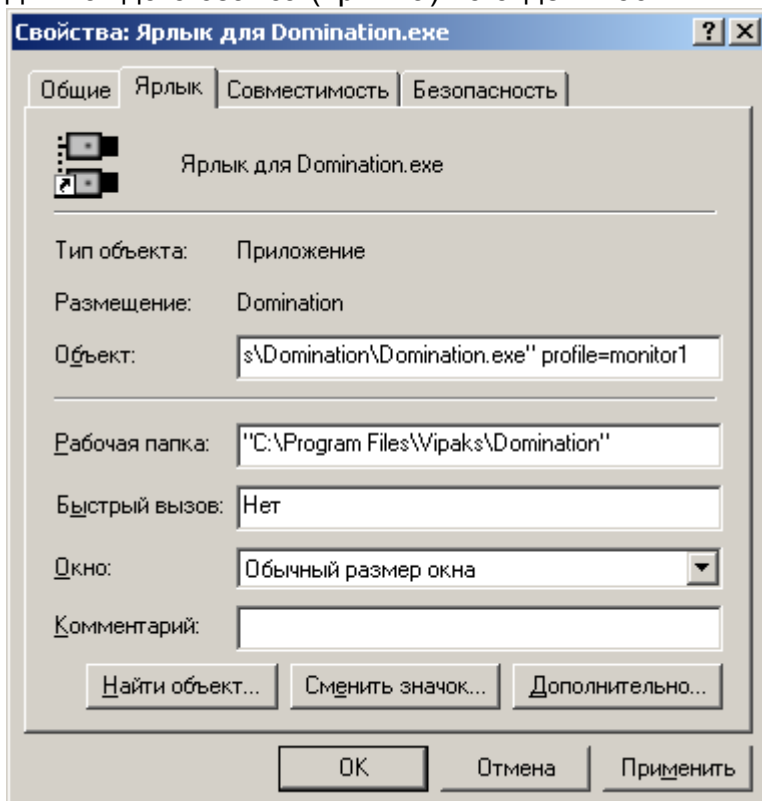 Свойства: Ярлык для Domination.exe
Общие Ярлык Совместимость Безопасность
Ярлык для Domination.exe
Тип объекта: Приложение
Размещение: Domination
Объект: s\Domination\Domination.exe" profile=monitor1
Рабочая папка: "C:\Program Files\Vipaks\Domination"
Быстрый вызов: Нет
Окно: Обычный размер окна
Комментарий:
Найти объект... Сменить значок... Дополнительно...
OK Отмена Применить